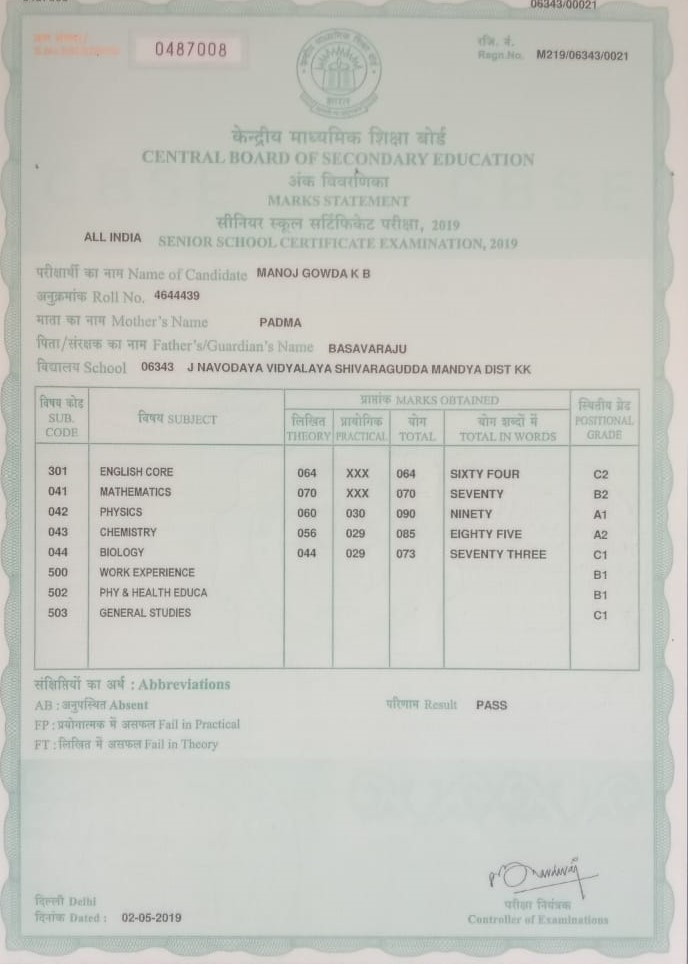 06343/00021
0487008
रजि. नं.
Regn.No. M219/06343/0021
केन्द्रीय माध्यमिक शिक्षा बोर्ड
CENTRAL BOARD OF SECONDARY EDUCATION
अंक विवरणिका
MARKS STATEMENT
सीनियर स्कूल सर्टिफिकेट परीक्षा, 2019
ALL INDIA SENIOR SCHOOL CERTIFICATE EXAMINATION, 2019
परीक्षार्थी का नाम Name of Candidate MANOJ GOWDA K B
अनुक्रमांक Roll No. 4644439
माता का नाम Mother's Name PADMA
पिता/संरक्षक का नाम Father's/Guardian's Name BASAVARAJU
विद्यालय School 06343 J NAVODAYA VIDYALAYA SHIVARAGUDDA MANDYA DIST KK
विषय कोड SUB. CODE
विषय SUBJECT
प्राप्तांक MARKS OBTAINED
लिखित THEORY
प्रायोगिक PRACTICAL
योग TOTAL
योग शब्दों में TOTAL IN WORDS
स्थितीय ग्रेड POSITIONAL GRADE
301 ENGLISH CORE 064 XXX 064 SIXTY FOUR C2
041 MATHEMATICS 070 XXX 070 SEVENTY B2
042 PHYSICS 060 030 090 NINETY A1
043 CHEMISTRY 056 029 085 EIGHTY FIVE A2
044 BIOLOGY 044 029 073 SEVENTY THREE C1
500 WORK EXPERIENCE B1
502 PHY & HEALTH EDUCA B1
503 GENERAL STUDIES C1
संक्षिप्तियों का अर्थ : Abbreviations
AB : अनुपस्थित Absent परिणाम Result PASS
FP : प्रयोगात्मक में असफल Fail in Practical
FT : लिखित में असफल Fail in Theory
दिल्ली Delhi
दिनांक Dated : 02-05-2019
परीक्षा नियंत्रक
Controller of Examinations